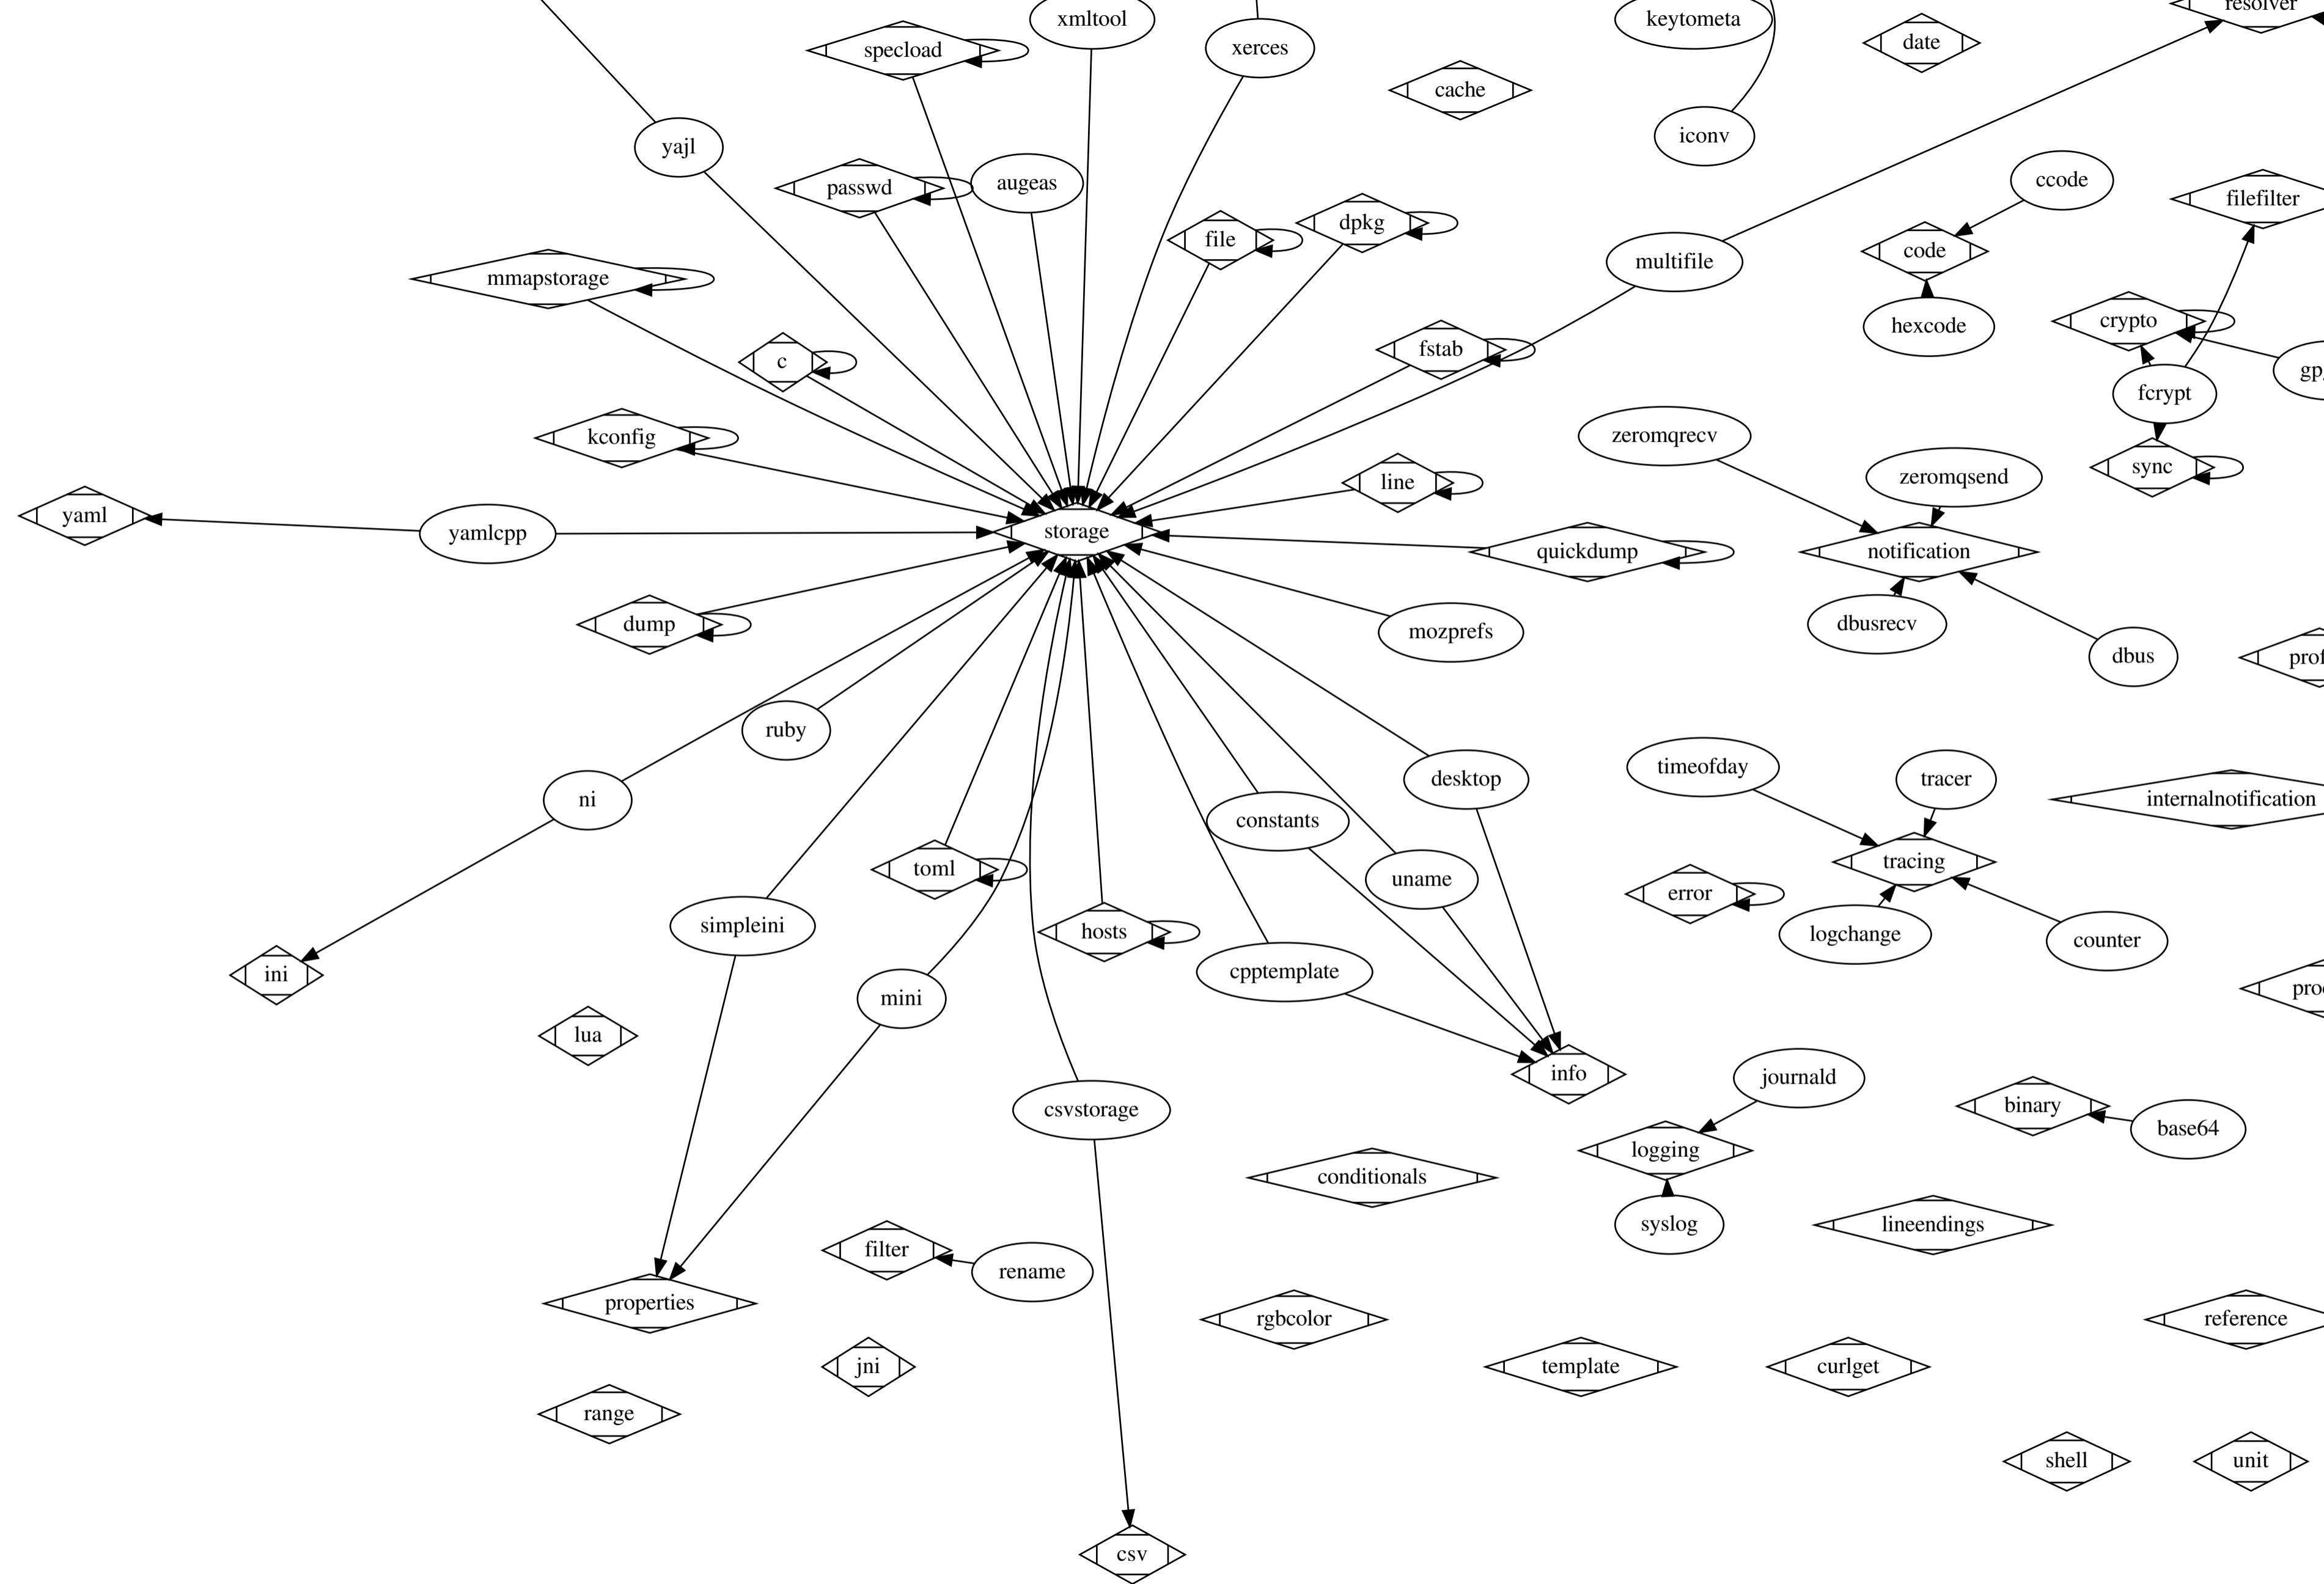 resolver
xmltool
keytometa
date
specload
xerces
cache
iconv
yajl
ccode
passwd
augeas
filefilter
file
dpkg
code
multifile
mmapstorage
crypto
hexcode
fstab
c
fcrypt
kconfig
zeromqrecv
sync
line
zeromqsend
yaml
yamlcpp
storage
quickdump
notification
dump
mozprefs
dbusrecv
dbus
ruby
timeofday
tracer
desktop
ni
internalnotification
constants
tracing
toml
uname
error
simpleini
hosts
logchange
counter
ini
cpptemplate
mini
lua
info
journald
csvstorage
binary
base64
logging
conditionals
syslog
lineendings
filter
rename
properties
rgbcolor
reference
jni
template
curlget
range
shell
unit
csv